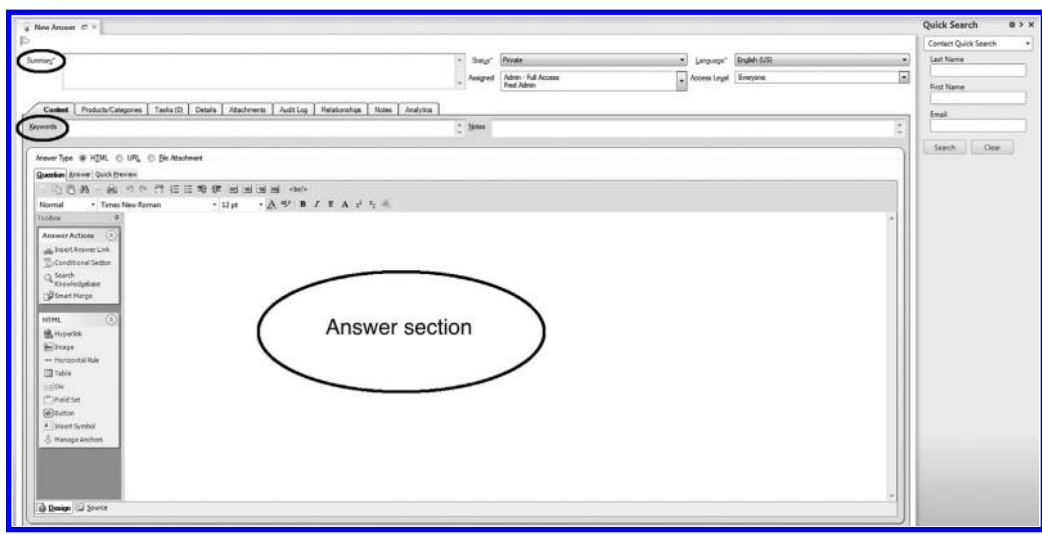 New Answer
Quick Search
Contact Quick Search
Summary*
Status* Private
Language* English (US)
Last Name
Assigned Admin - Full Access
Fred Admin
Access Level Everyone
First Name
Email
Content Products/Categories Tasks (0) Details Attachments Audit Log Relationships Notes Analytics
Keywords
Notes
Search Clear
Answer Type HTML URL File Attachment
Question Answer Quick Preview
<br/>
Normal Times New Roman 12 pt A B I A
Toolbox
Answer Actions
Insert Answer Link
Conditional Section
Search
Knowledgebase
Smart Merge
HTML
Hyperlink
Image
Horizontal Rule
Table
Div
Field Set
Button
Insert Symbol
Manage Anchors
Answer section
Design Source